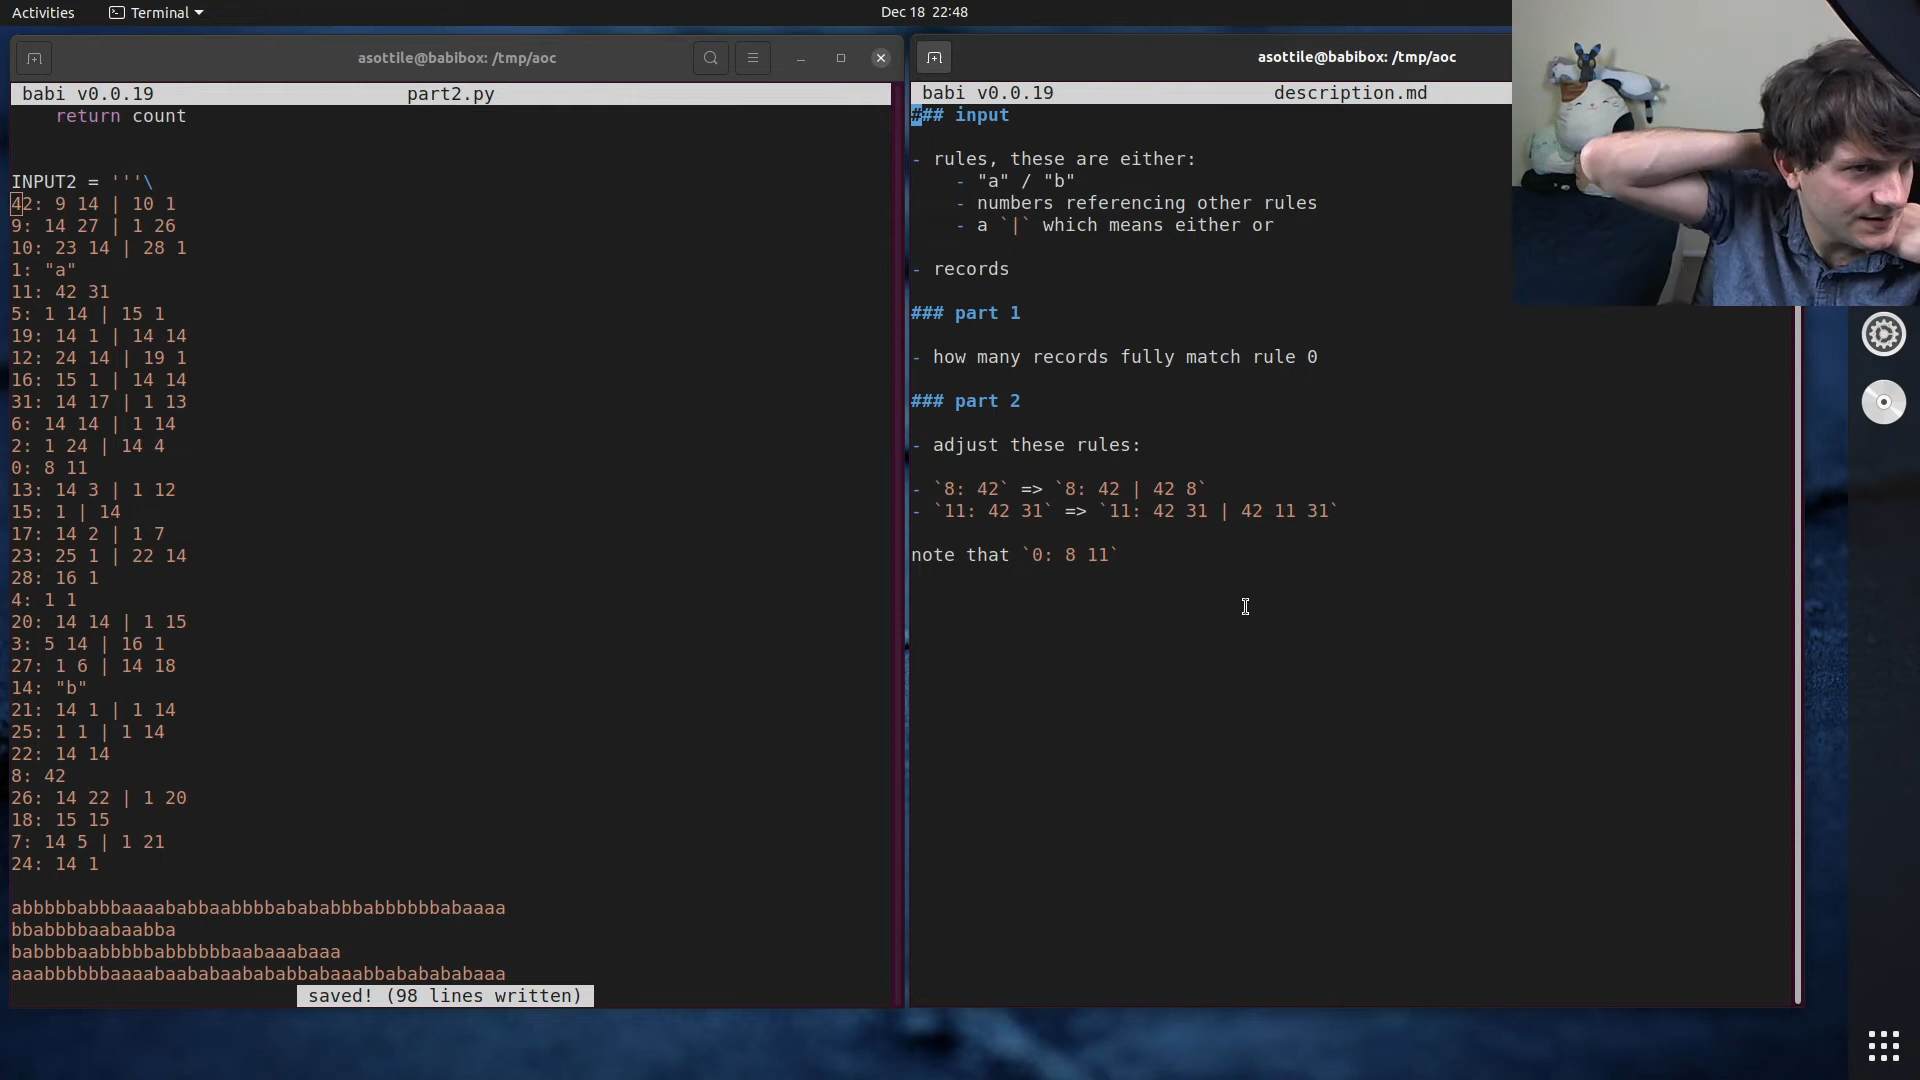 Activities
Terminal
Dec 18 22:48
asottile@babibox: /tmp/aoc
babi v0.0.19 part2.py
return count
INPUT2 = '''\
42: 9 14 | 10 1
9: 14 27 | 1 26
10: 23 14 | 28 1
1: "a"
11: 42 31
5: 1 14 | 15 1
19: 14 1 | 14 14
12: 24 14 | 19 1
16: 15 1 | 14 14
31: 14 17 | 1 13
6: 14 14 | 1 14
2: 1 24 | 14 4
0: 8 11
13: 14 3 | 1 12
15: 1 | 14
17: 14 2 | 1 7
23: 25 1 | 22 14
28: 16 1
4: 1 1
20: 14 14 | 1 15
3: 5 14 | 16 1
27: 1 6 | 14 18
14: "b"
21: 14 1 | 1 14
25: 1 1 | 1 14
22: 14 14
8: 42
26: 14 22 | 1 20
18: 15 15
7: 14 5 | 1 21
24: 14 1
abbbbbabbbaaaababbaabbbbabababbbabbbbbbabaaaa
bbabbbbaabaabba
babbbbaabbbbbabbbbbbaabaaabaaa
aaabbbbbbaaaabaababaabababbabaaabbababababaaa
saved! (98 lines written)
asottile@babibox: /tmp/aoc
babi v0.0.19 description.md
### input
- rules, these are either:
- "a" / "b"
- numbers referencing other rules
- a `|` which means either or
- records
### part 1
- how many records fully match rule 0
### part 2
- adjust these rules:
- `8: 42` => `8: 42 | 42 8`
- `11: 42 31` => `11: 42 31 | 42 11 31`
note that `0: 8 11`